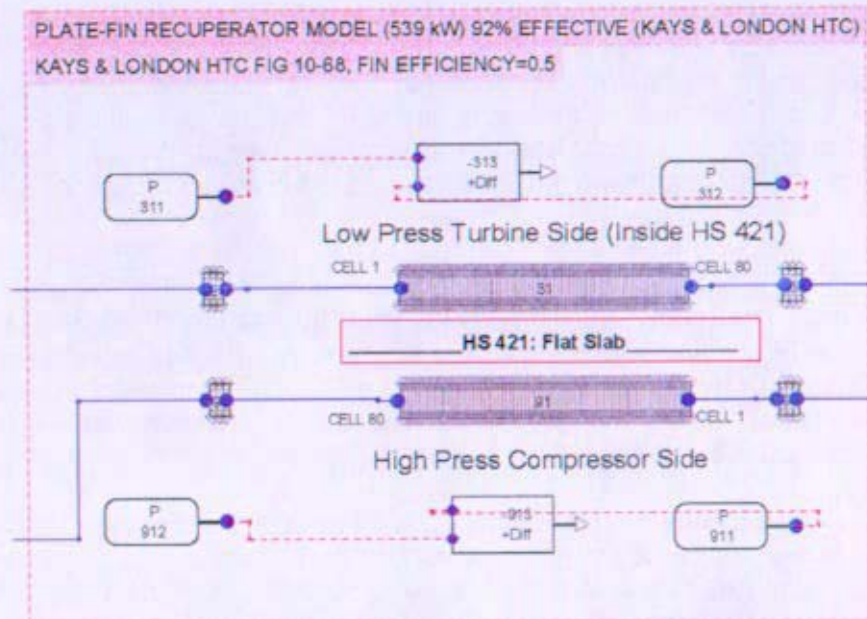 PLATE-FIN RECUPERATOR MODEL (539 kW) 92% EFFECTIVE (KAYS & LONDON HTC)
KAYS & LONDON HTC FIG 10-68, FIN EFFICIENCY=0.5
P
311
-313
+Diff
P
312
Low Press Turbine Side (Inside HS 421)
CELL 1
31
CELL 80
HS 421: Flat Slab
91
CELL 80
CELL 1
High Press Compressor Side
P
912
-913
+Diff
P
911